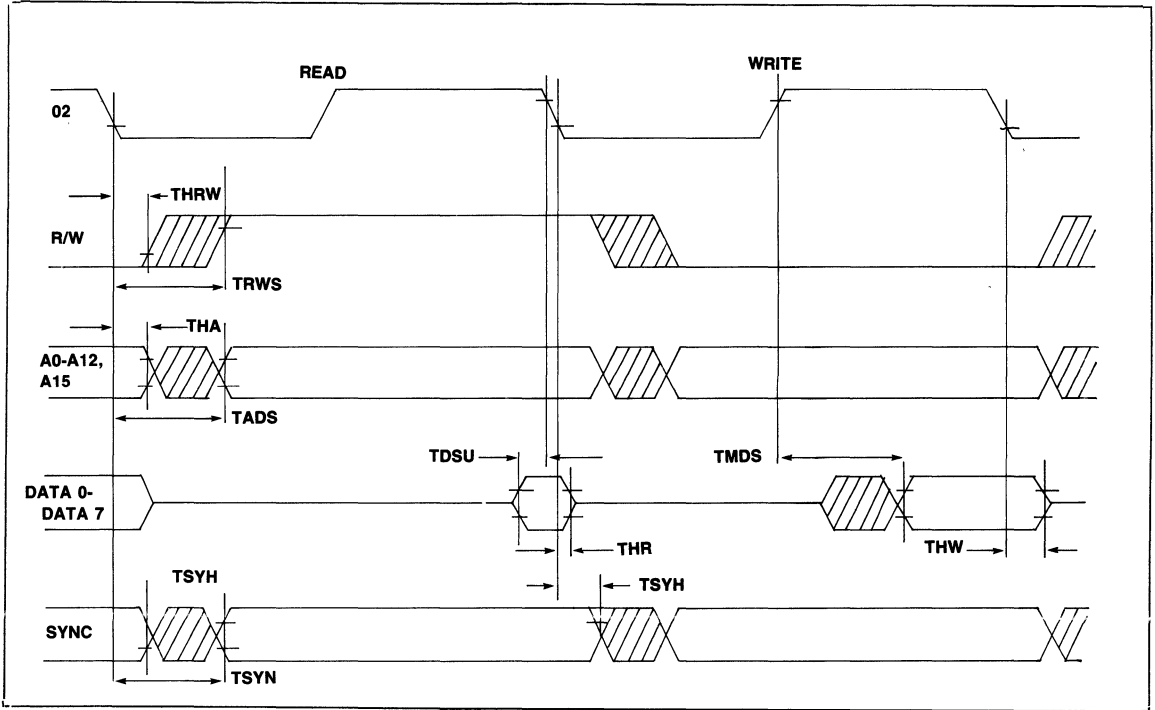 READ
WRITE
02
THRW
R/W
TRWS
THA
A0-A12,
A15
TADS
TDSU
TMDS
DATA 0-
DATA 7
THR
THW
TSYH
TSYH
SYNC
TSYN